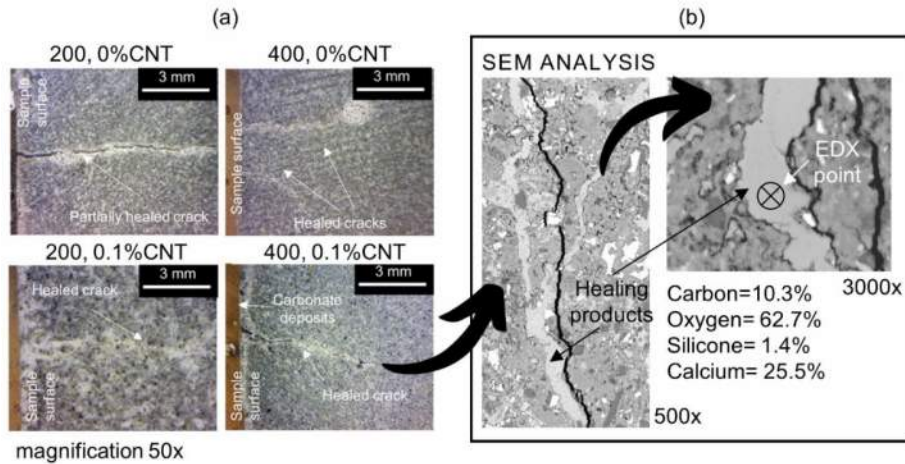 (a)
200, 0%CNT
3 mm
Sample surface
Partially healed crack
400, 0%CNT
3 mm
Sample surface
Healed cracks
200, 0.1%CNT
3 mm
Healed crack
Sample surface
400, 0.1%CNT
3 mm
Carbonate
deposits
Sample surface
Healed crack
magnification 50x
(b)
SEM ANALYSIS
EDX
point
Healing
products
500x
3000x
Carbon=10.3%
Oxygen= 62.7%
Silicone= 1.4%
Calcium= 25.5%